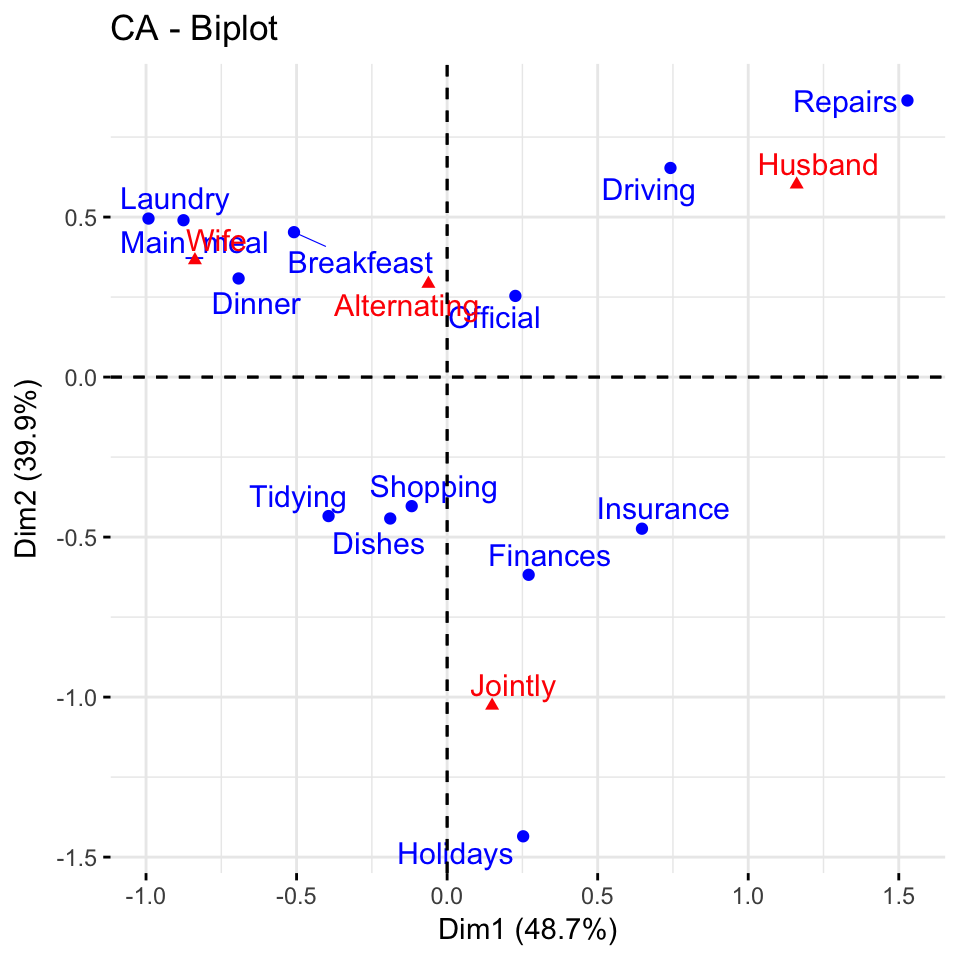 CA - Biplot
Repairs
Husband
Driving
Laundry
Main meal
Wife
Breakfeast
Dinner
Alternating
Official
Tidying
Shopping
Dishes
Insurance
Finances
Jointly
Holidays
0.5
0.0
-0.5
-1.0
-1.5
Dim2 (39.9%)
-1.0 -0.5 0.0 0.5 1.0 1.5
Dim1 (48.7%)